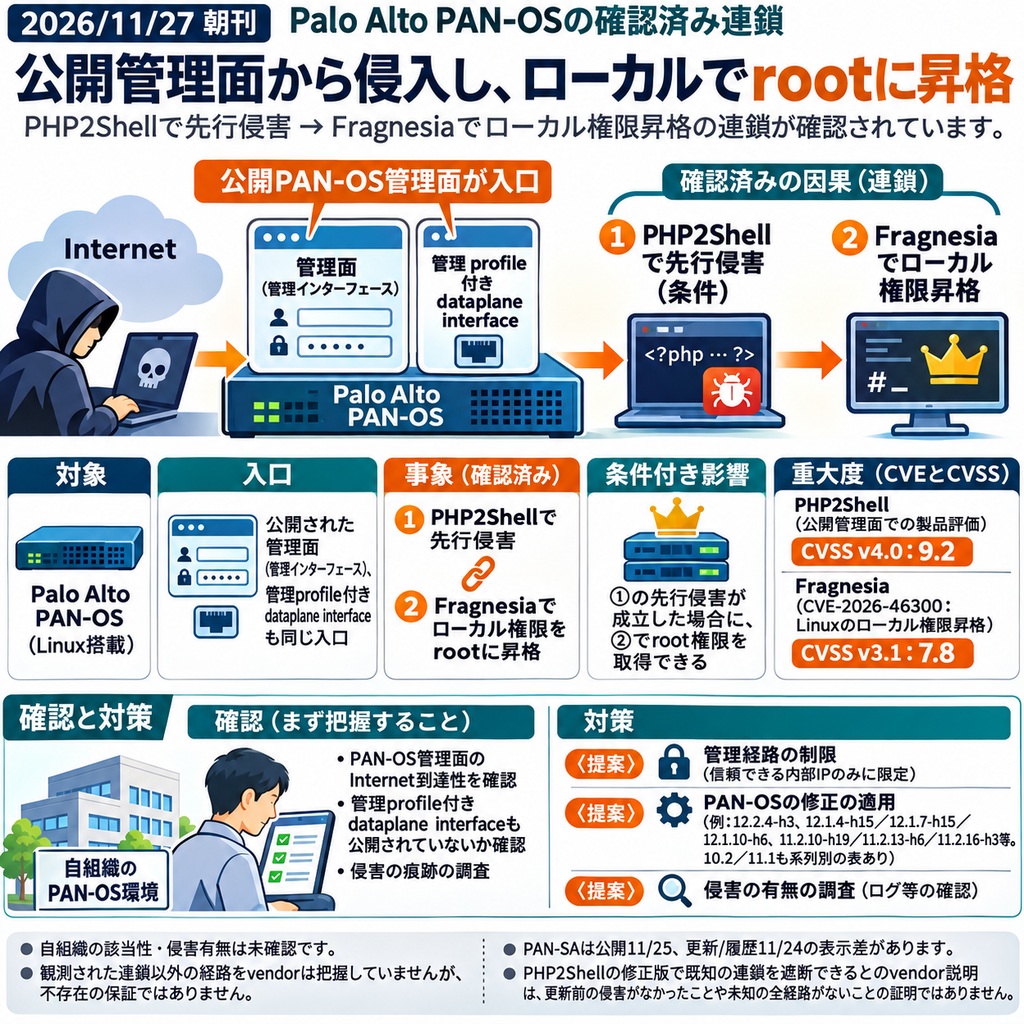 2026/11/27 朝刊
Palo Alto PAN-OSの確認済み連鎖
公開管理面から侵入し、ローカルでrootに昇格
PHP2Shellで先行侵害 → Fragnesiaでローカル権限昇格の連鎖が確認されています。
Internet
公開PAN-OS管理面が入口
管理面
(管理インターフェース)
管理 profile
付き
dataplane
interface
Palo Alto
PAN-OS
確認済みの因果(連鎖)
1 PHP2Shell
で先行侵害
(条件)
<?php … ?>
2 Fragnesia
でローカル
権限昇格
#_
対象
Palo Alto
PAN-OS
(Linux搭載)
入口
公開された
管理面
(管理インターフェース)、
管理profile付き
dataplane interface
も同じ入口
事象(確認済み)
1 PHP2Shellで
先行侵害
2 Fragnesiaで
ローカル権限を
rootに昇格
条件付き影響
①の先行侵害が
成立した場合に、
②でroot権限を
取得できる
重大度(CVEとCVSS)
PHP2Shell
(公開管理面での製品評価)
CVSS v4.0:9.2
Fragnesia
(CVE-2026-46300:
Linuxのローカル権限昇格)
CVSS v3.1:7.8
確認と対策
自組織の
PAN-OS環境
確認(まず把握すること)
• PAN-OS管理面の
Internet到達性を確認
• 管理profile付き
dataplane interfaceも
公開されていないか確認
• 侵害の痕跡の調査
対策
〈提案〉 管理経路の制限
(信頼できる内部IPのみに限定)
〈提案〉 PAN-OSの修正の適用
(例:12.2.4-h3、12.1.4-h15/12.1.7-h15/
12.1.10-h6、11.2.10-h19/11.2.13-h6/11.2.16-h3等。
10.2/11.1も系列別の表あり)
〈提案〉 侵害の有無の調査(ログ等の確認)
● 自組織の該当性・侵害有無は未確認です。
● 観測された連鎖以外の経路をvendorは把握していませんが、
不存在の保証ではありません。
● PAN-SAは公開11/25、更新/履歴11/24の表示差があります。
● PHP2Shellの修正版で既知の連鎖を遮断できるとのvendor説明
は、更新前の侵害がなかったことや未知の全経路がないことの証明ではありません。